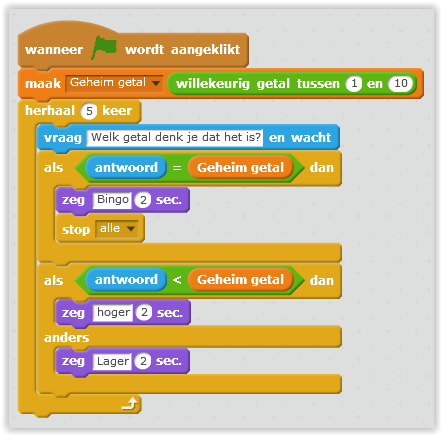 wanneer wordt aangeklikt
maak Geheim getal willekeurig getal tussen 1 en 10
herhaal 5 keer
vraag Welk getal denk je dat het is? en wacht
als antwoord = Geheim getal dan
zeg Bingo 2 sec.
stop alle
als antwoord < Geheim getal dan
zeg hoger 2 sec.
anders
zeg Lager 2 sec.